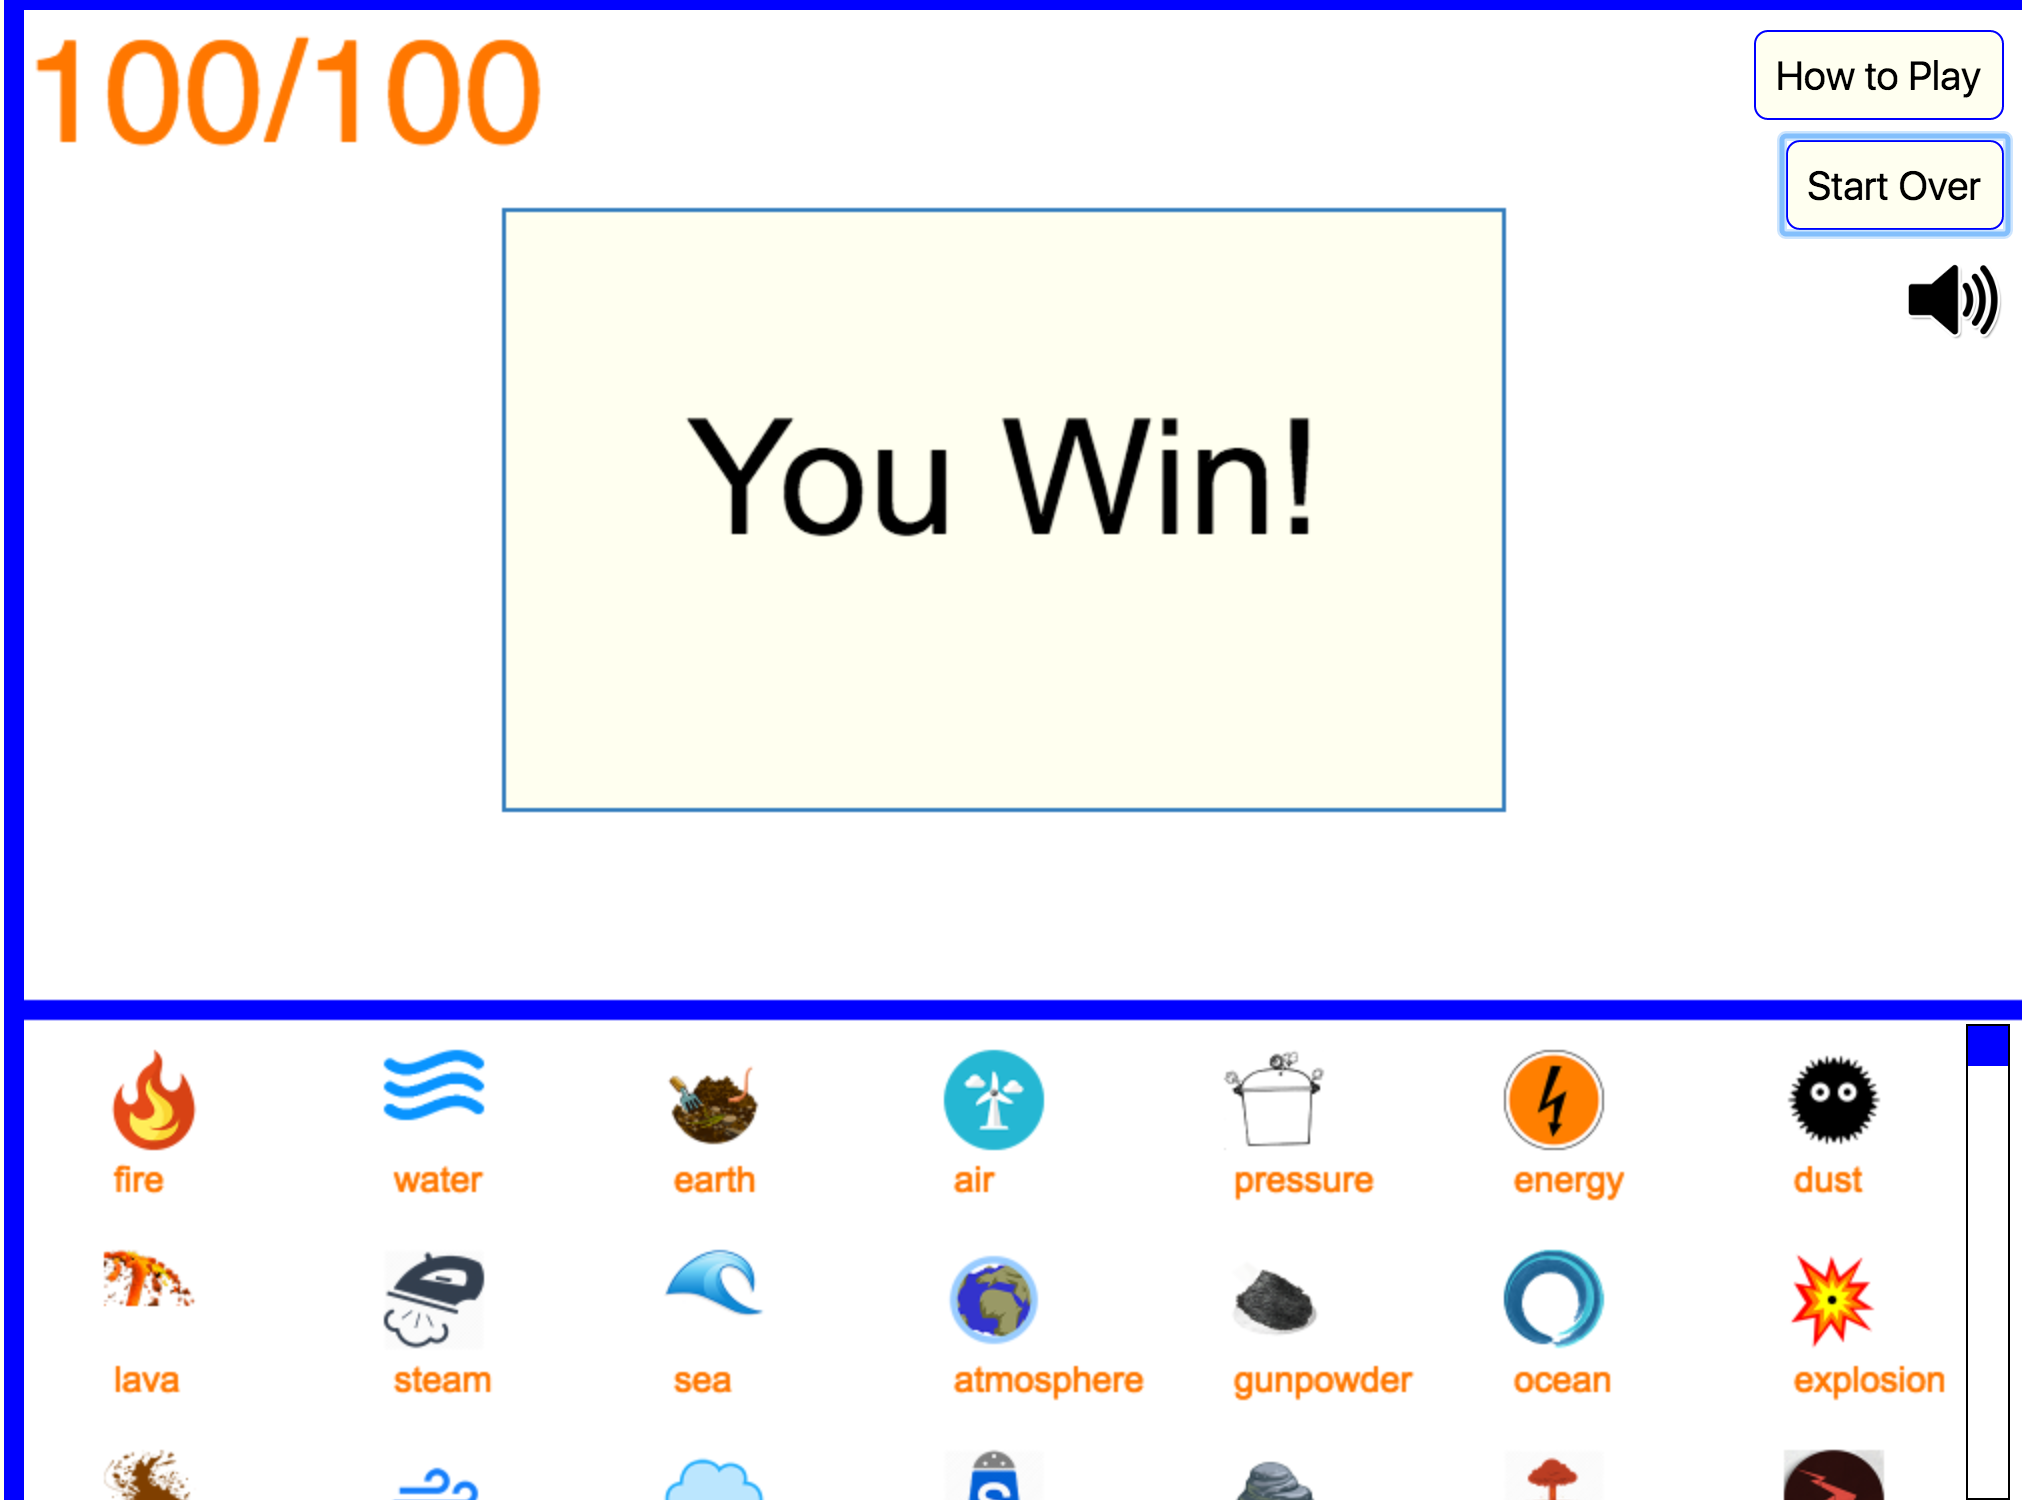 100/100
How to Play
Start Over
You Win!
fire water earth air pressure energy dust
lava steam sea atmosphere gunpowder ocean explosion
S